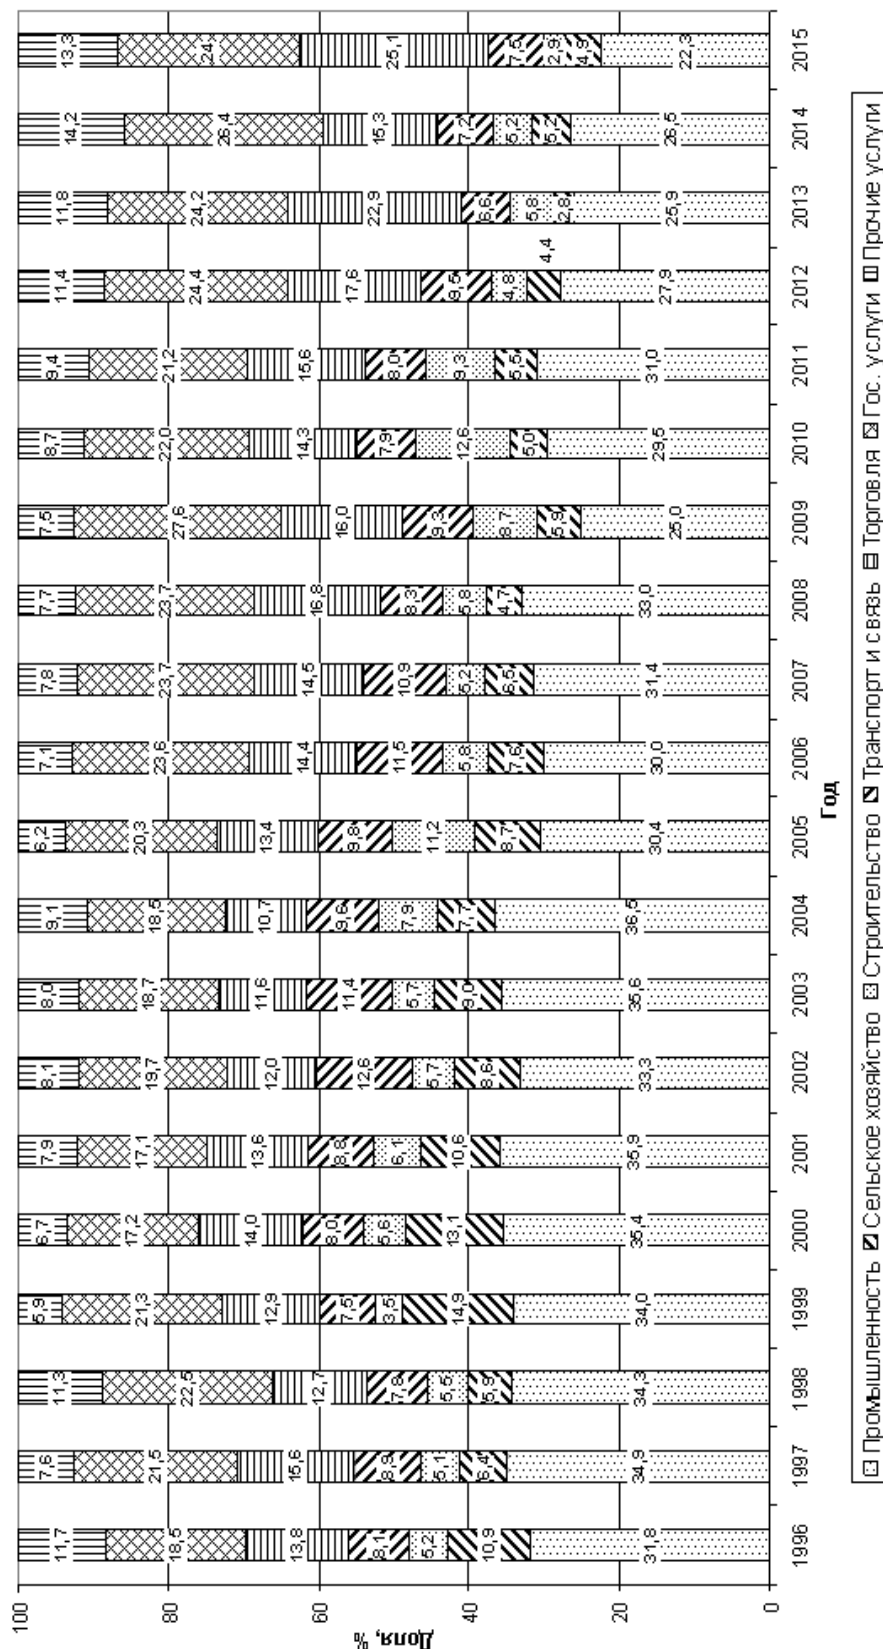 Доля, %
100
11,7 7,6 11,3 5,9 6,7 7,9 8,1 8,0 9,1 6,2 7,1 7,8 7,7 7,5 8,7 9,4 11,4 11,8 14,2 13,3
80
18,5 21,5 22,5 21,3 17,2 17,1 19,7 18,7 18,5 20,3 23,6 23,7 23,7 27,6 22,0 21,2 24,4 24,2 26,4 24
60
13,8 15,6 12,7 12,9 14,0 13,6 12,0 11,6 10,7 13,4 14,4 14,5 16,8 16,0 14,3 15,6 17,6 22,9 15,3 25,1
8,1 8,9 7,8 7,5 8,0 8,8 12,6 11,4 9,6 9,8 11,5 10,9 8,3 9,3 7,9 8,0 9,5 6,6 7,2 7,5
40
5,2 5,1 5,5 3,5 5,6 6,1 5,7 5,7 7,9 11,2 5,8 5,2 5,8 8,7 12,6 9,3 4,8 5,8 5,2 2,9
10,9 6,4 5,9 14,9 13,1 10,6 8,6 9,0 7,7 8,7 7,6 6,5 4,7 5,9 5,0 5,5 4,4 2,8 5,2 4,9
20
31,8 34,9 34,3 34,0 35,4 35,9 33,3 35,6 36,5 30,4 30,0 31,4 33,0 25,0 29,5 31,0 27,9 25,9 26,5 22,3
0
1996 1997 1998 1999 2000 2001 2002 2003 2004 2005 2006 2007 2008 2009 2010 2011 2012 2013 2014 2015
Год
Промышленность Сельское хозяйство Строительство Транспорт и связь Торговля Гос. услуги Прочие услуги